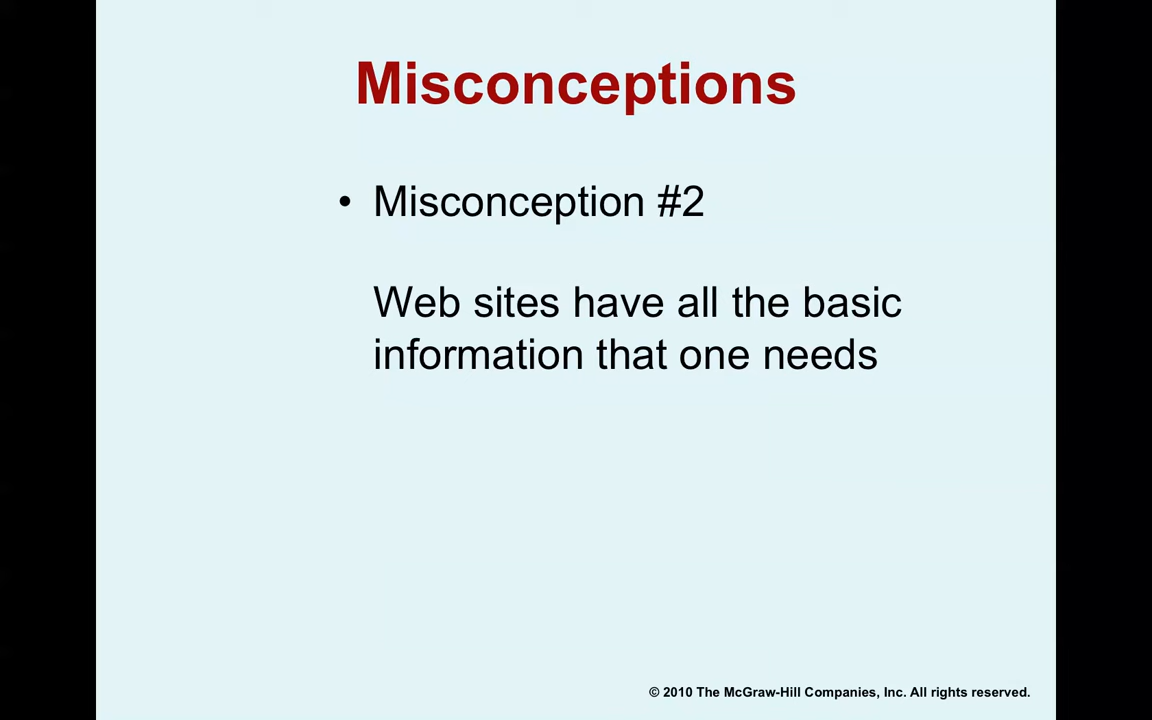 Misconceptions
• Misconception #2
Web sites have all the basic
information that one needs
© 2010 The McGraw-Hill Companies, Inc. All rights reserved.